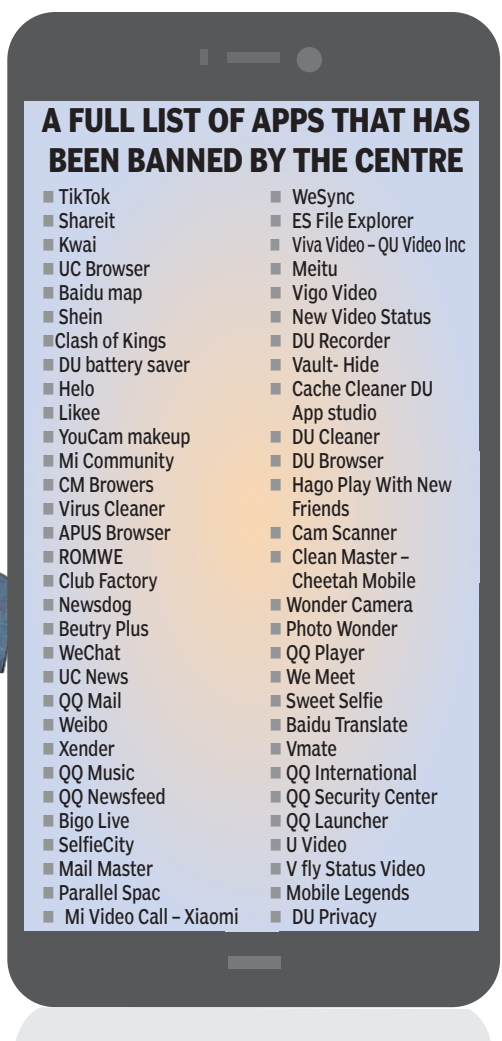 A FULL LIST OF APPS THAT HAS
BEEN BANNED BY THE CENTRE
TikTok
Shareit
Kwai
UC Browser
Baidu map
Shein
Clash of Kings
DU battery saver
Helo
Likee
YouCam makeup
Mi Community
CM Browers
Virus Cleaner
APUS Browser
ROMWE
Club Factory
Newsdog
Beutry Plus
WeChat
UC News
QQ Mail
Weibo
Xender
QQ Music
QQ Newsfeed
Bigo Live
SelfieCity
Mail Master
Parallel Spac
Mi Video Call – Xiaomi
WeSync
ES File Explorer
Viva Video – QU Video Inc
Meitu
Vigo Video
New Video Status
DU Recorder
Vault- Hide
Cache Cleaner DU
App studio
DU Cleaner
DU Browser
Hago Play With New
Friends
Cam Scanner
Clean Master –
Cheetah Mobile
Wonder Camera
Photo Wonder
QQ Player
We Meet
Sweet Selfie
Baidu Translate
Vmate
QQ International
QQ Security Center
QQ Launcher
U Video
V fly Status Video
Mobile Legends
DU Privacy